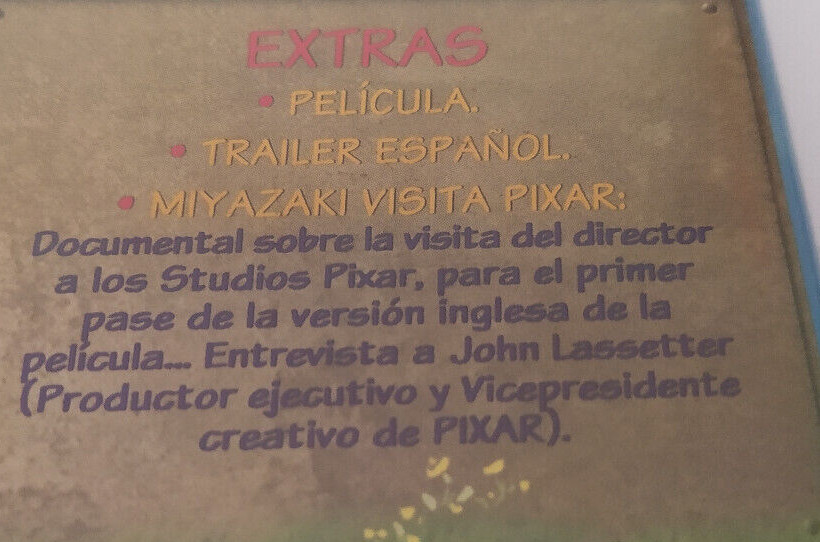 EXTRAS
• PELÍCULA.
• TRAILER ESPAÑOL.
• MIYAZAKI VISITA PIXAR:
Documental sobre la visita del director
a los Studios Pixar, para el primer
pase de la versión inglesa de la
película... Entrevista a John Lassetter
(Productor ejecutivo y Vicepresidente
creativo de PIXAR).